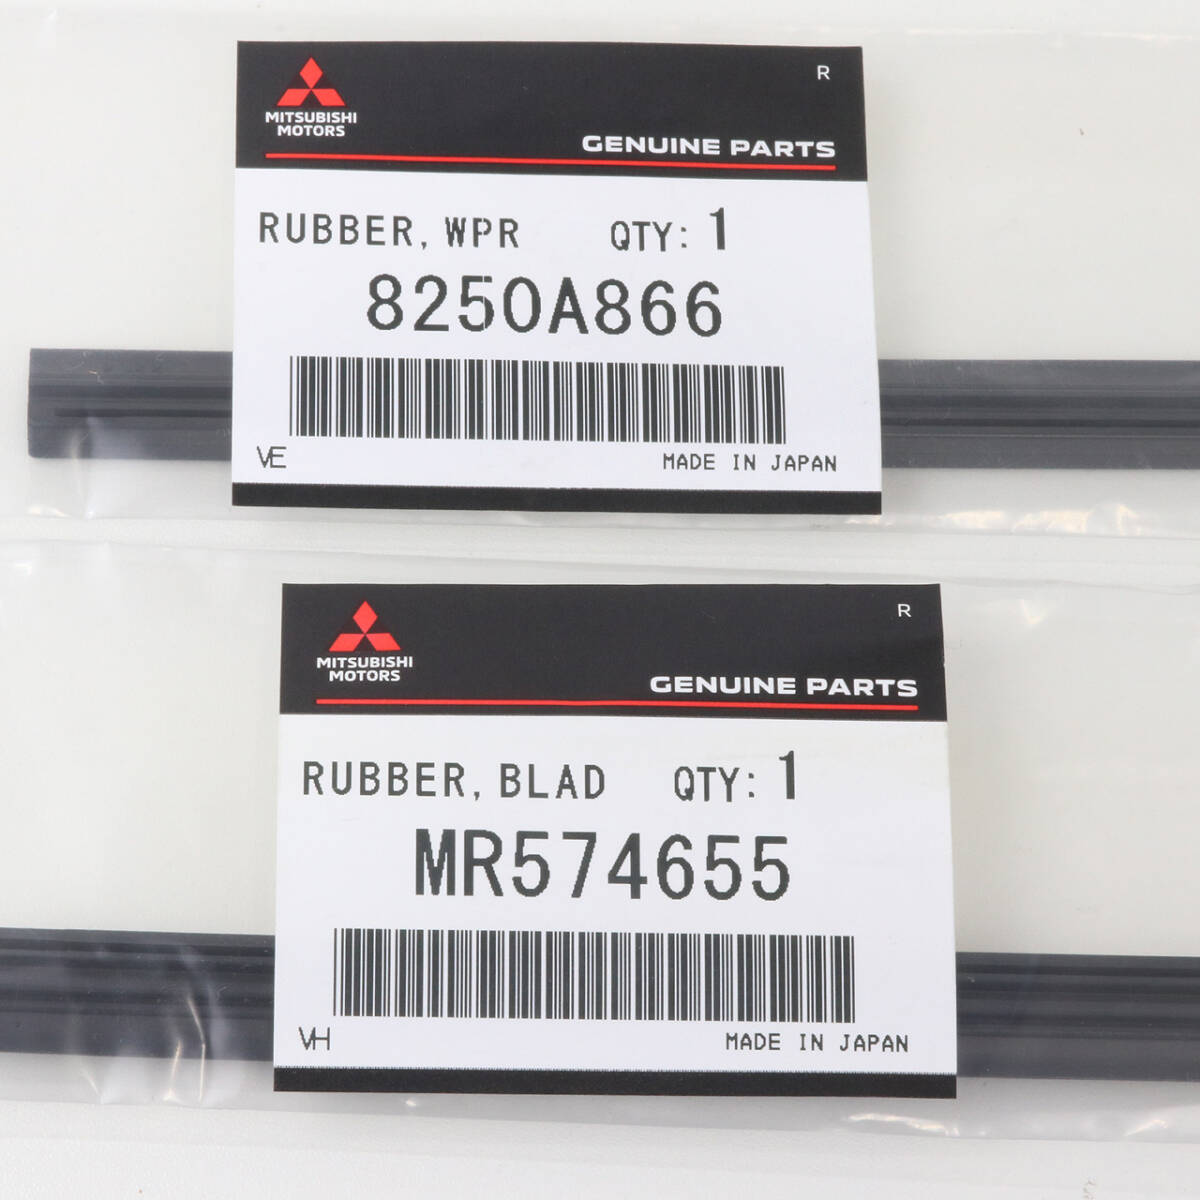 R
MITSUBISHI
MOTORS
GENUINE PARTS
RUBBER, WPR QTY: 1
8250A866
VE MADE IN JAPAN
R
MITSUBISHI
MOTORS
GENUINE PARTS
RUBBER, BLAD QTY: 1
MR574655
VH MADE IN JAPAN